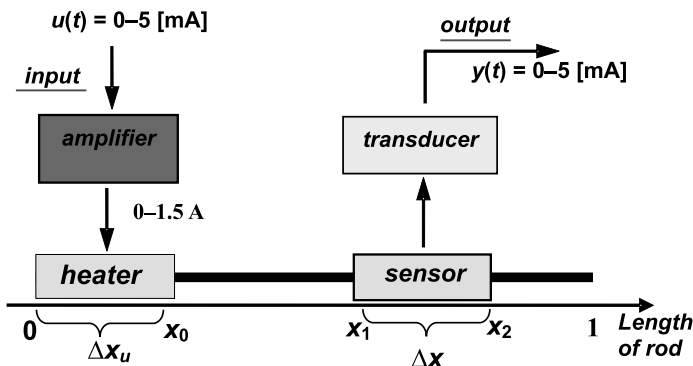 u(t) = 0–5 [mA]
input
amplifier
0–1.5 A
heater
output
y(t) = 0–5 [mA]
transducer
sensor
0
Δxu
x0
x1
Δx
x2
1
Length
of rod